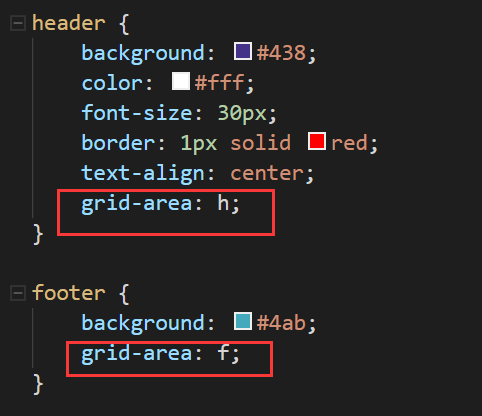 header {
background: #438;
color: #fff;
font-size: 30px;
border: 1px solid red;
text-align: center;
grid-area: h;
}
footer {
background: #4ab;
grid-area: f;
}